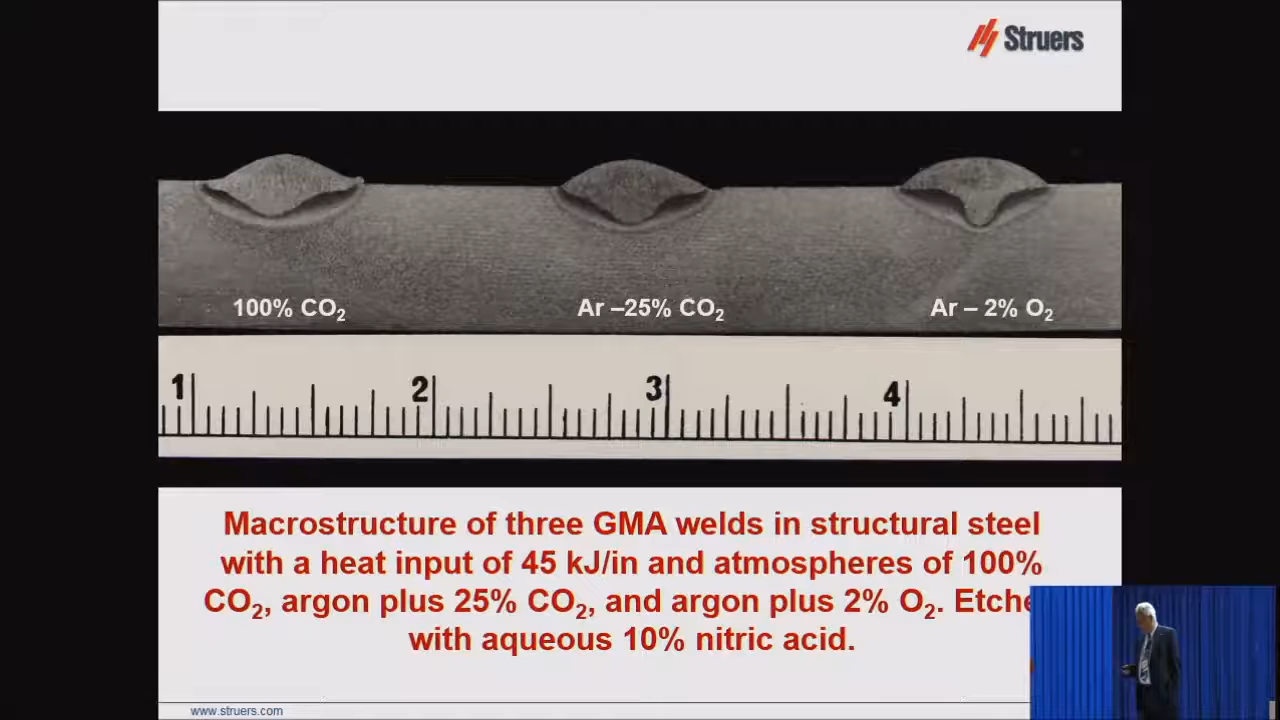 Struers
100% CO₂
Ar –25% CO₂
Ar – 2% O₂
1 2 3 4
Macrostructure of three GMA welds in structural steel
with a heat input of 45 kJ/in and atmospheres of 100%
CO₂, argon plus 25% CO₂, and argon plus 2% O₂. Etche
with aqueous 10% nitric acid.
www.struers.com